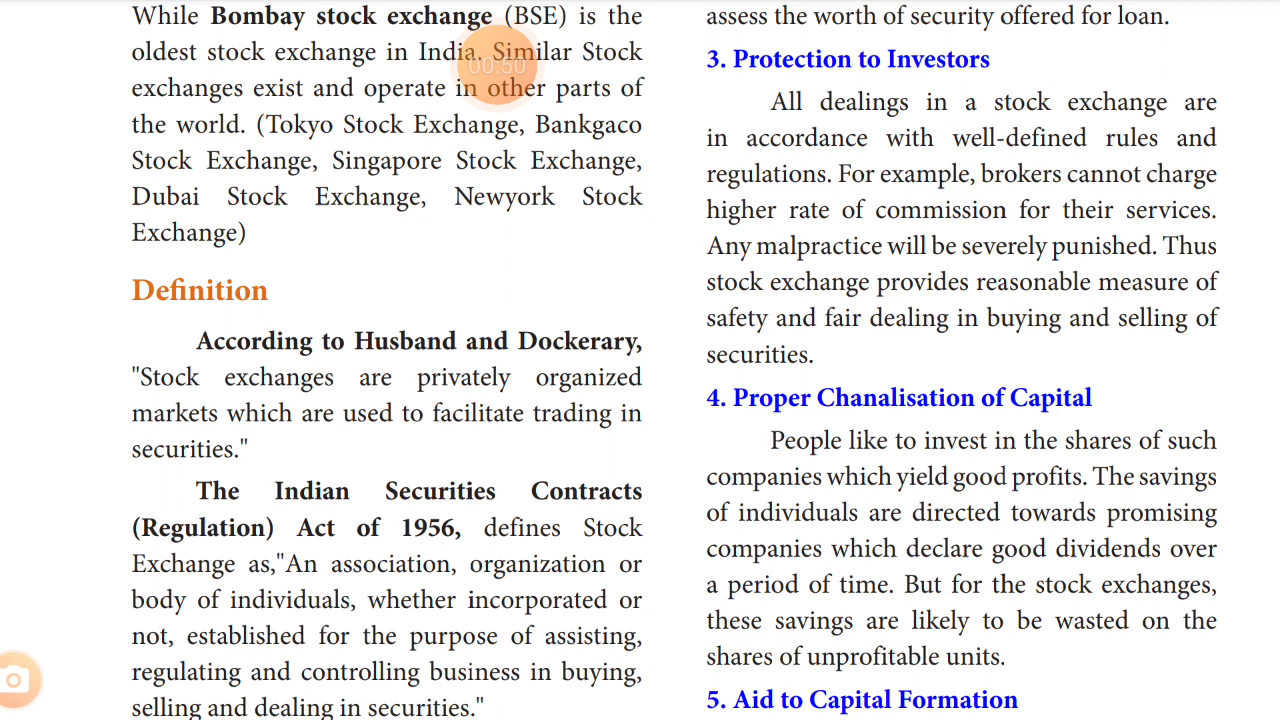 While Bombay stock exchange (BSE) is the
oldest stock exchange in India. Similar Stock
exchanges exist and operate in other parts of
the world. (Tokyo Stock Exchange, Bankgaco
Stock Exchange, Singapore Stock Exchange,
Dubai Stock Exchange, Newyork Stock
Exchange)
Definition
According to Husband and Dockerary,
"Stock exchanges are privately organized
markets which are used to facilitate trading in
securities."
The Indian Securities Contracts
(Regulation) Act of 1956, defines Stock
Exchange as,"An association, organization or
body of individuals, whether incorporated or
not, established for the purpose of assisting,
regulating and controlling business in buying,
selling and dealing in securities."
assess the worth of security offered for loan.
3. Protection to Investors
All dealings in a stock exchange are
in accordance with well-defined rules and
regulations. For example, brokers cannot charge
higher rate of commission for their services.
Any malpractice will be severely punished. Thus
stock exchange provides reasonable measure of
safety and fair dealing in buying and selling of
securities.
4. Proper Chanalisation of Capital
People like to invest in the shares of such
companies which yield good profits. The savings
of individuals are directed towards promising
companies which declare good dividends over
a period of time. But for the stock exchanges,
these savings are likely to be wasted on the
shares of unprofitable units.
5. Aid to Capital Formation
00:50